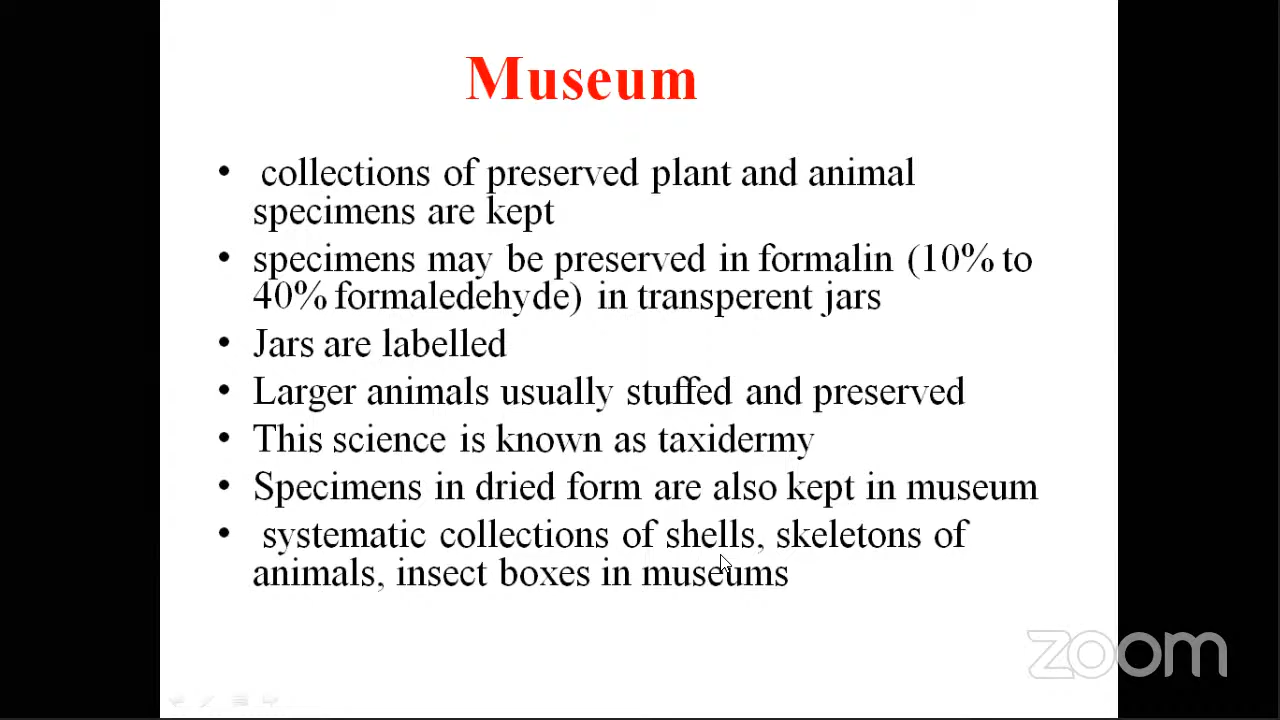 Museum
• collections of preserved plant and animal
specimens are kept
• specimens may be preserved in formalin (10% to
40% formaledehyde) in transperent jars
• Jars are labelled
• Larger animals usually stuffed and preserved
• This science is known as taxidermy
• Specimens in dried form are also kept in museum
• systematic collections of shells, skeletons of
animals, insect boxes in museums
zoom